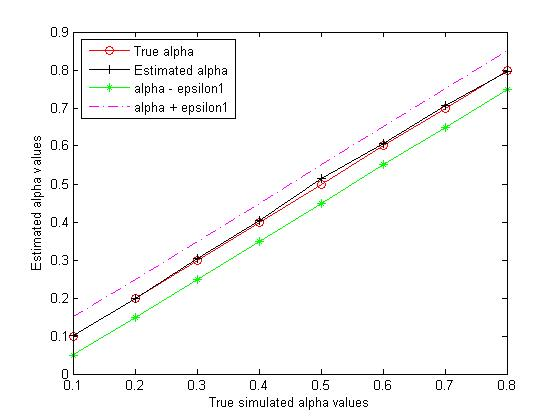 0.9
0.8
0.7
0.6
0.5
0.4
0.3
0.2
0.1
0
Estimated alpha values
True alpha
Estimated alpha
alpha - epsilon1
alpha + epsilon1
0.1 0.2 0.3 0.4 0.5 0.6 0.7 0.8
True simulated alpha values